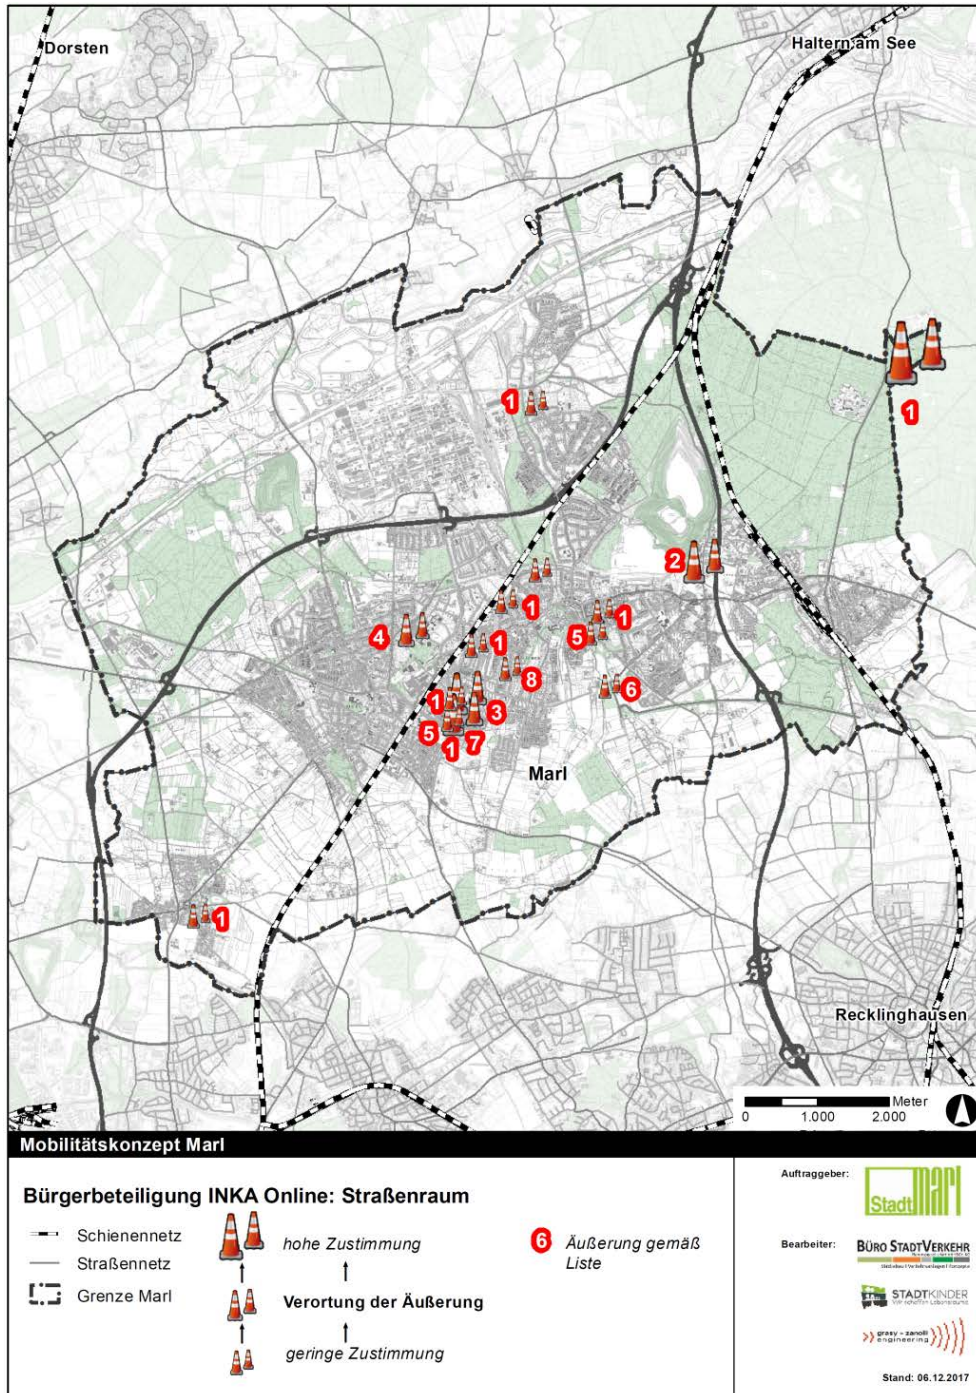 Dorsten
Haltern am See
1
1
2
1
1
5
4
1
8
6
1
3
5
7
1
Marl
1
Recklinghausen
Meter
0 1.000 2.000
Mobilitätskonzept Marl
Bürgerbeteiligung INKA Online: Straßenraum
Schienennetz
Straßennetz
Grenze Marl
hohe Zustimmung
Verortung der Äußerung
geringe Zustimmung
6
Äußerung gemäß
Liste
Auftraggeber:
Stadt marl
Bearbeiter:
BÜRO STADTVERKEHR
STADTKINDER
grasy - zanolli
engineering
Stand: 06.12.2017